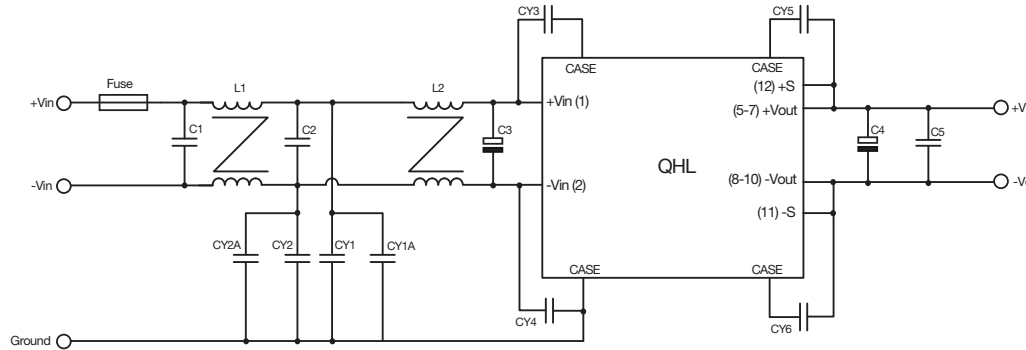 CY3
CY5
CASE
CASE
Fuse
L1
L2
(12) +S
+Vin
+Vin (1)
(5-7) +Vout
+V
C1
C2
C3
C4
C5
QHL
-Vin
-Vin (2)
(8-10) -Vout
-Vo
(11) -S
CY2A
CY2
CY1
CY1A
CASE
CASE
CY4
CY6
Ground